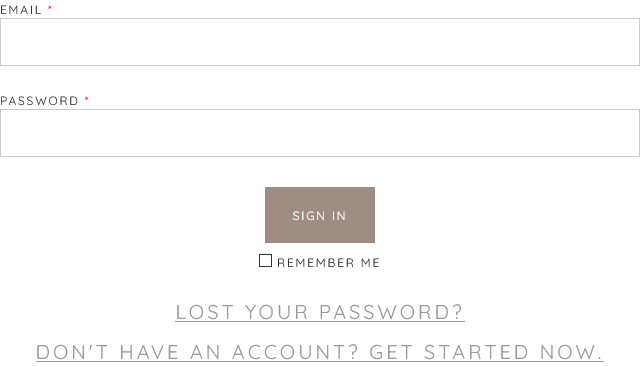 EMAIL *
PASSWORD *
SIGN IN
REMEMBER ME
LOST YOUR PASSWORD?
DON'T HAVE AN ACCOUNT? GET STARTED NOW.